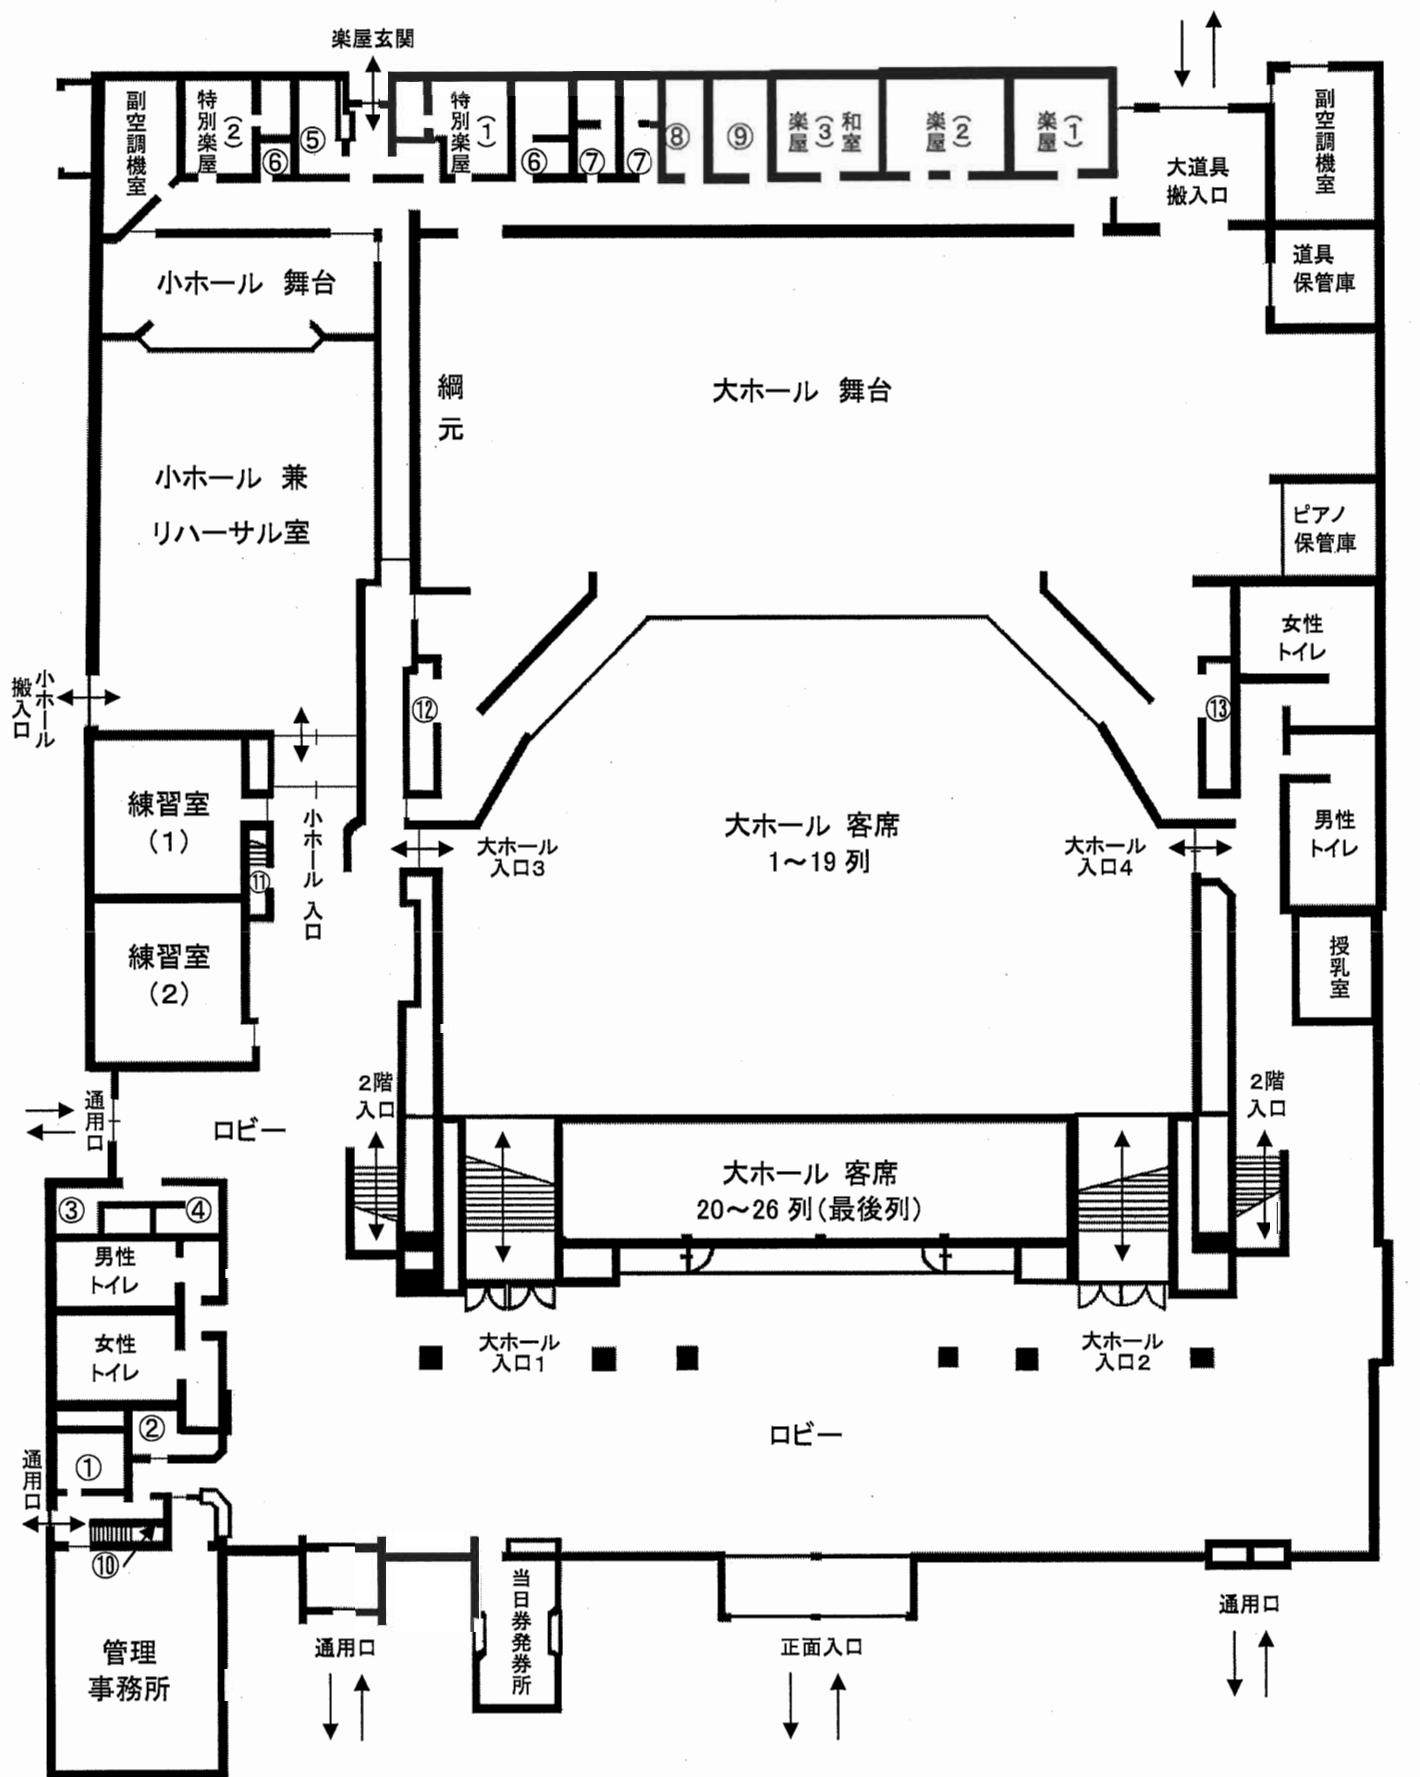 楽屋玄関
副空調機室
特別楽屋
(2)
⑥
⑤
特別楽屋
(1)
⑥
⑦
⑦
⑧
⑨
楽屋
(3)
和室
楽屋
(2)
楽屋
(1)
大道具
搬入口
副空調機室
道具
保管庫
小ホール 舞台
綱元
大ホール 舞台
小ホール 兼
リハーサル室
ピアノ
保管庫
女性
トイレ
小ホール
搬入口
⑫
⑬
練習室
(1)
小ホール 入口
⑪
大ホール
入口3
大ホール 客席
1〜19 列
大ホール
入口4
男性
トイレ
練習室
(2)
授乳室
2階
入口
2階
入口
通用口
ロビー
大ホール 客席
20〜26 列(最後列)
③
④
男性
トイレ
女性
トイレ
大ホール
入口1
大ホール
入口2
②
①
ロビー
通用口
⑩
管理
事務所
通用口
当日券発券所
正面入口
通用口